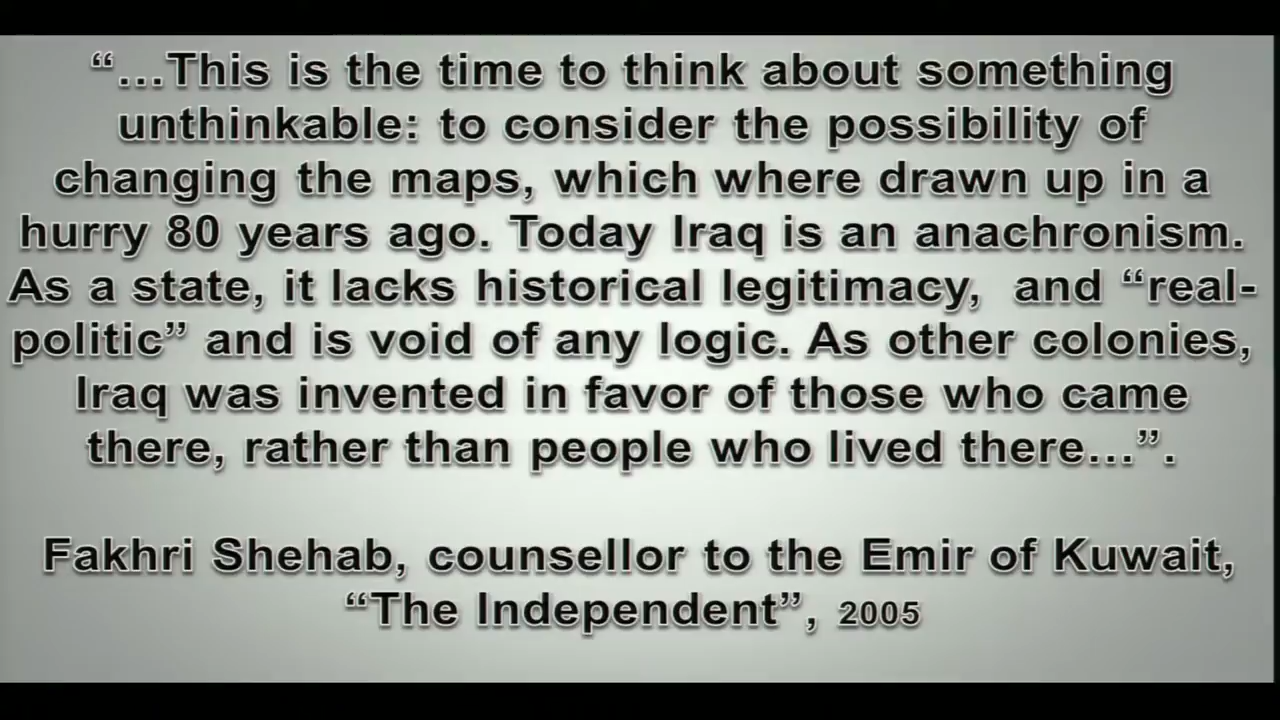 “...This is the time to think about something
unthinkable: to consider the possibility of
changing the maps, which where drawn up in a
hurry 80 years ago. Today Iraq is an anachronism.
As a state, it lacks historical legitimacy,  and “real-
politic” and is void of any logic. As other colonies,
Iraq was invented in favor of those who came
there, rather than people who lived there...”.
Fakhri Shehab, counsellor to the Emir of Kuwait,
“The Independent”, 2005